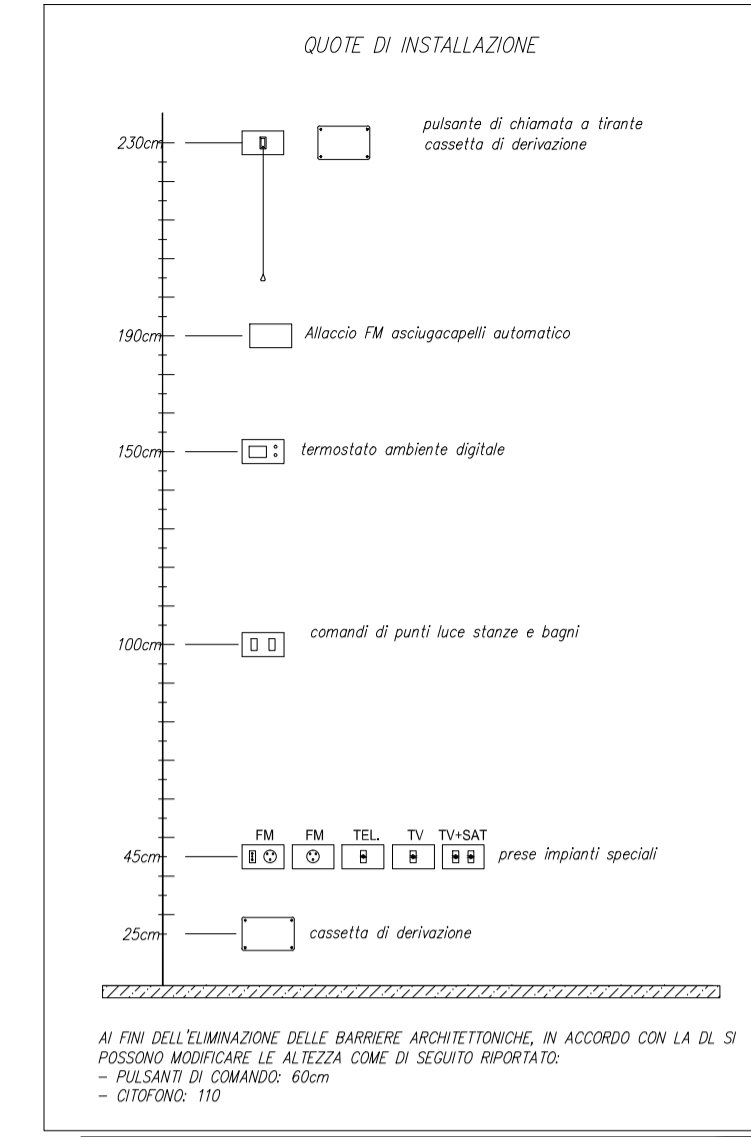 QUOTE DI INSTALLAZIONE
230cm
pulsante di chiamata a tirante
cassetta di derivazione
190cm
Allaccio FM asciugacapelli automatico
150cm
termostato ambiente digitale
100cm
comandi di punti luce stanze e bagni
FM FM TEL. TV TV+SAT
45cm
prese impianti speciali
25cm
cassetta di derivazione
AI FINI DELL'ELIMINAZIONE DELLE BARRIERE ARCHITETTONICHE, IN ACCORDO CON LA DL SI
POSSONO MODIFICARE LE ALTEZZA COME DI SEGUITO RIPORTATO:
– PULSANTI DI COMANDO: 60cm
– CITOFONO: 110